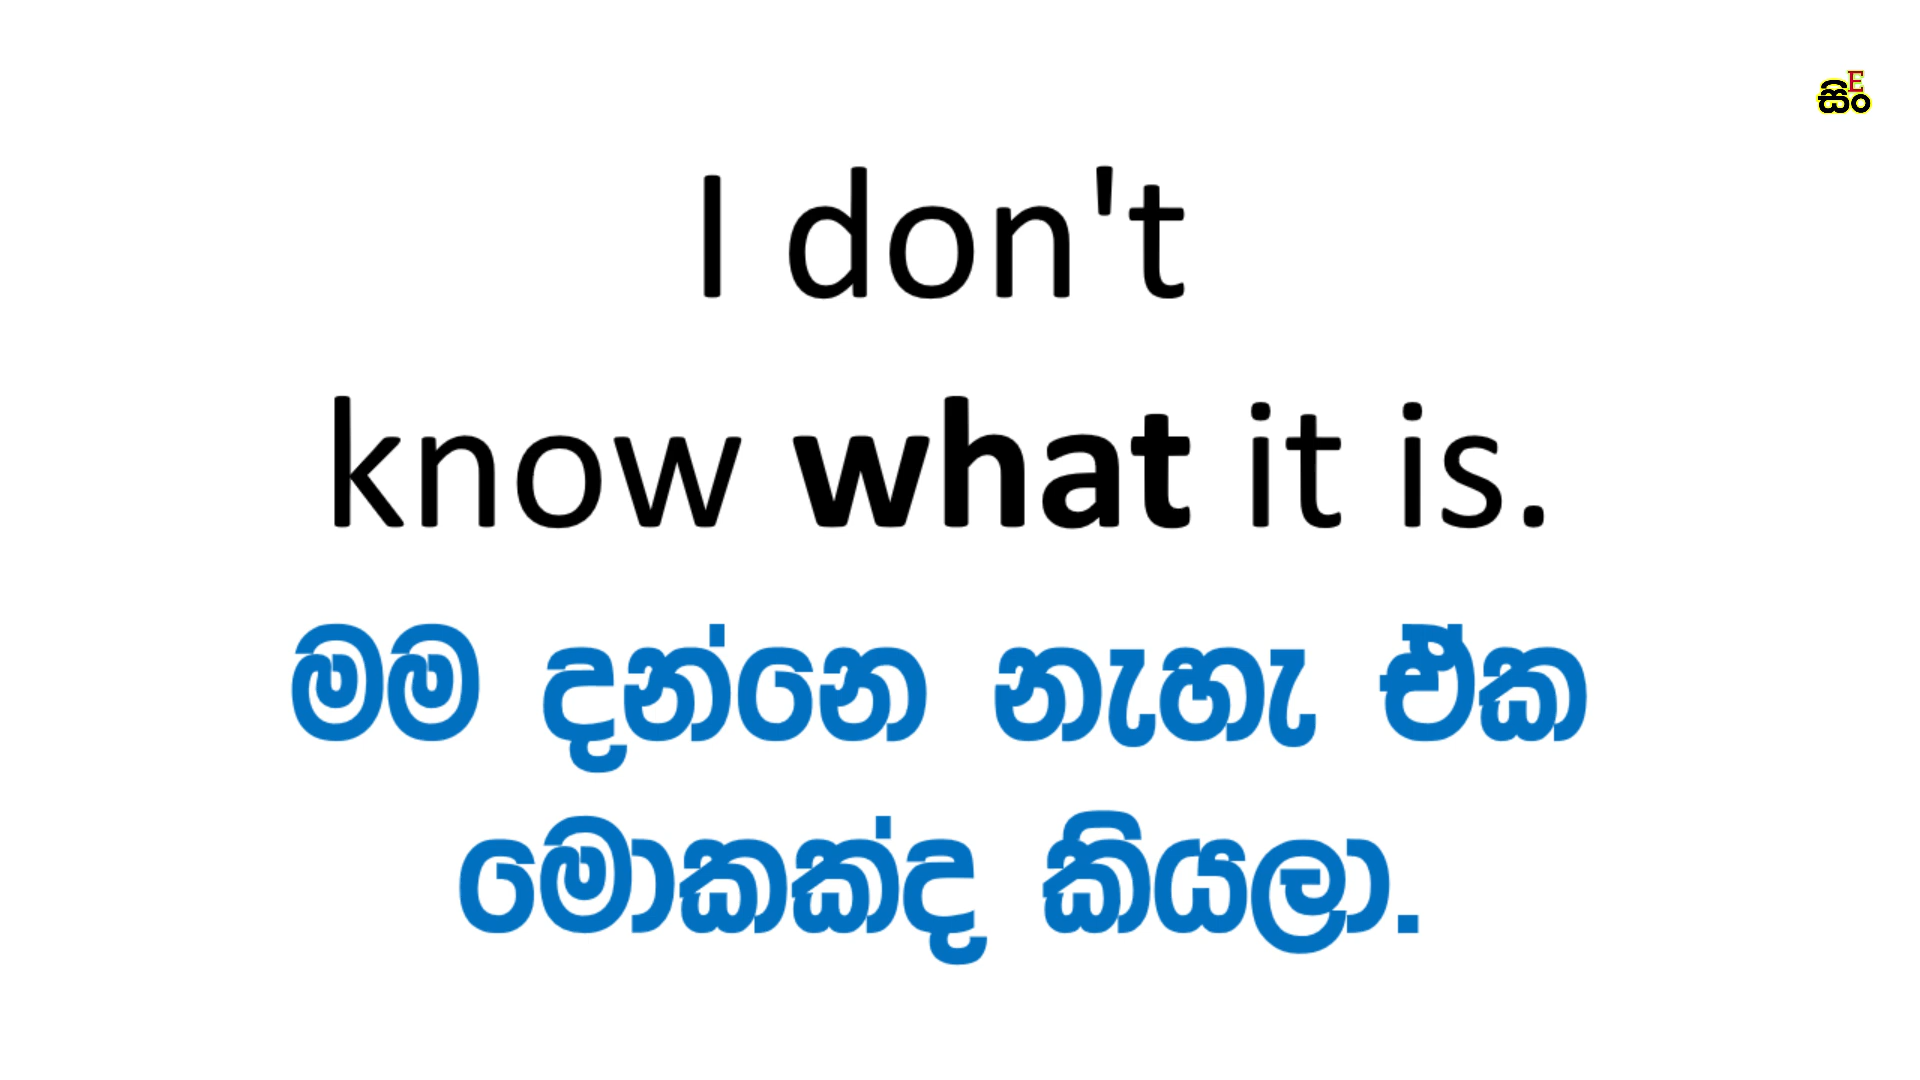 E
සිං
I don't
know what it is.
මම දන්නෙ නැහැ ඒක
මොකක්ද කියලා.